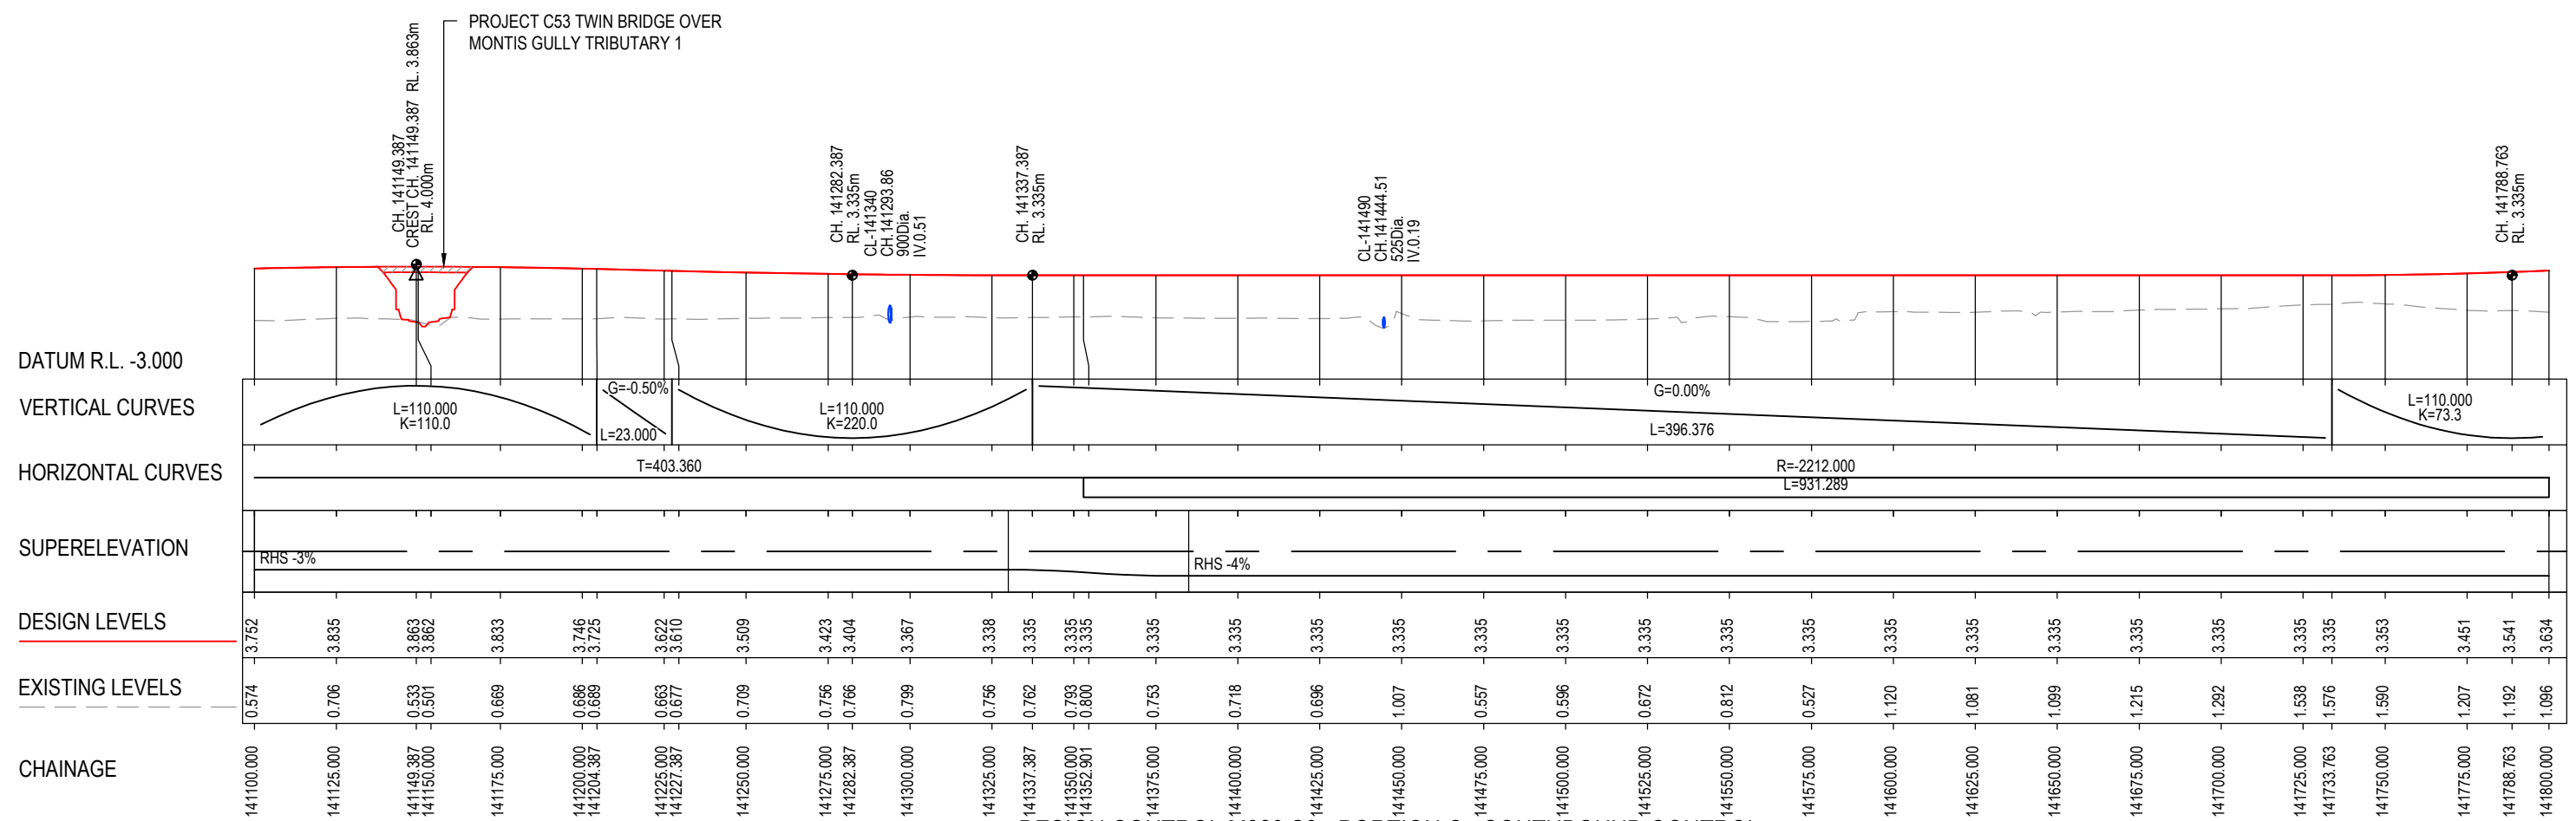 PROJECT C53 TWIN BRIDGE OVER
MONTIS GULLY TRIBUTARY 1
CH. 141149.387
CREST CH. 141149.387 RL. 3.863m
RL. 4.000m
CH. 141282.387
RL. 3.335m
CL-141340
CH.141293.86
900Dia.
IV.0.51
CH. 141337.387
RL. 3.335m
CL-141490
CH.141444.51
525Dia.
IV.0.19
CH. 141788.763
RL. 3.335m
DATUM R.L. -3.000
VERTICAL CURVES
L=110.000
K=110.0
G=-0.50%
L=23.000
L=110.000
K=220.0
G=0.00%
L=396.376
L=110.000
K=73.3
HORIZONTAL CURVES
T=403.360
R=-2212.000
L=931.289
SUPERELEVATION
RHS -3%
RHS -4%
DESIGN LEVELS
3.752 3.835 3.863 3.862 3.833 3.746 3.725 3.622 3.610 3.509 3.423 3.404 3.367 3.338 3.335 3.335 3.335 3.335 3.335 3.335 3.335 3.335 3.335 3.335 3.335 3.335 3.335 3.335 3.335 3.335 3.335 3.335 3.335 3.353 3.451 3.541 3.634
EXISTING LEVELS
0.574 0.706 0.533 0.501 0.669 0.686 0.689 0.663 0.677 0.709 0.756 0.766 0.799 0.756 0.762 0.793 0.800 0.753 0.718 0.696 1.007 0.557 0.596 0.672 0.812 0.527 1.120 1.081 1.099 1.215 1.292 1.538 1.576 1.590 1.207 1.192 1.096
CHAINAGE
141100.000 141125.000 141149.387 141150.000 141175.000 141200.000 141204.387 141225.000 141227.387 141250.000 141275.000 141282.387 141300.000 141325.000 141337.387 141350.000 141352.901 141375.000 141400.000 141425.000 141450.000 141475.000 141500.000 141525.000 141550.000 141575.000 141600.000 141625.000 141650.000 141675.000 141700.000 141725.000 141733.763 141750.000 141775.000 141788.763 141800.000